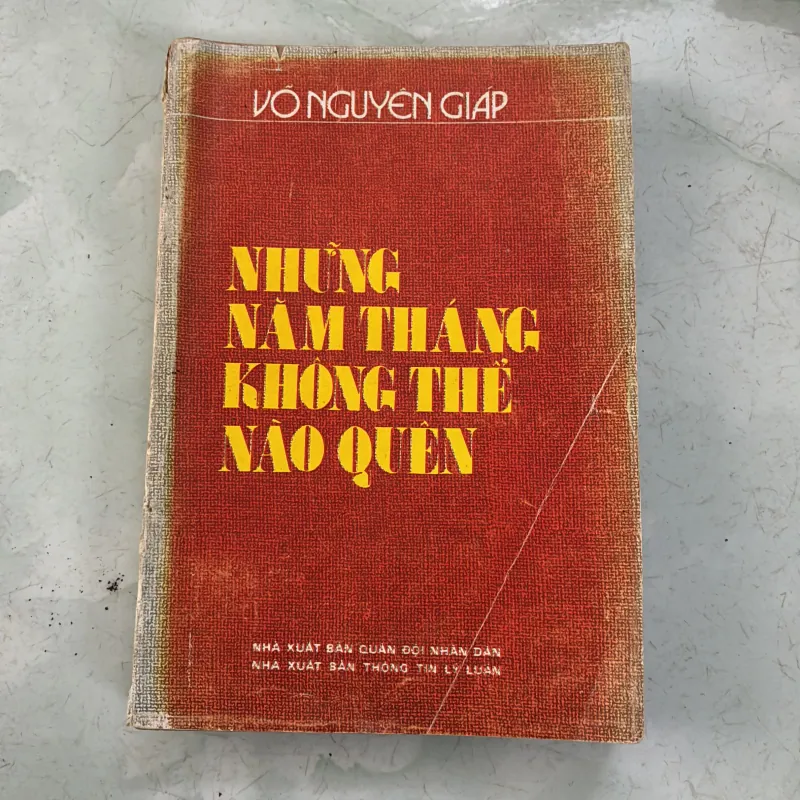 VÕ NGUYÊN GIÁP
NHỮNG
NĂM THÁNG
KHÔNG THỂ
NÀO QUÊN
NHÀ XUẤT BẢN QUÂN ĐỘI NHÂN DÂN
NHÀ XUẤT BẢN THÔNG TIN LÝ LUẬN